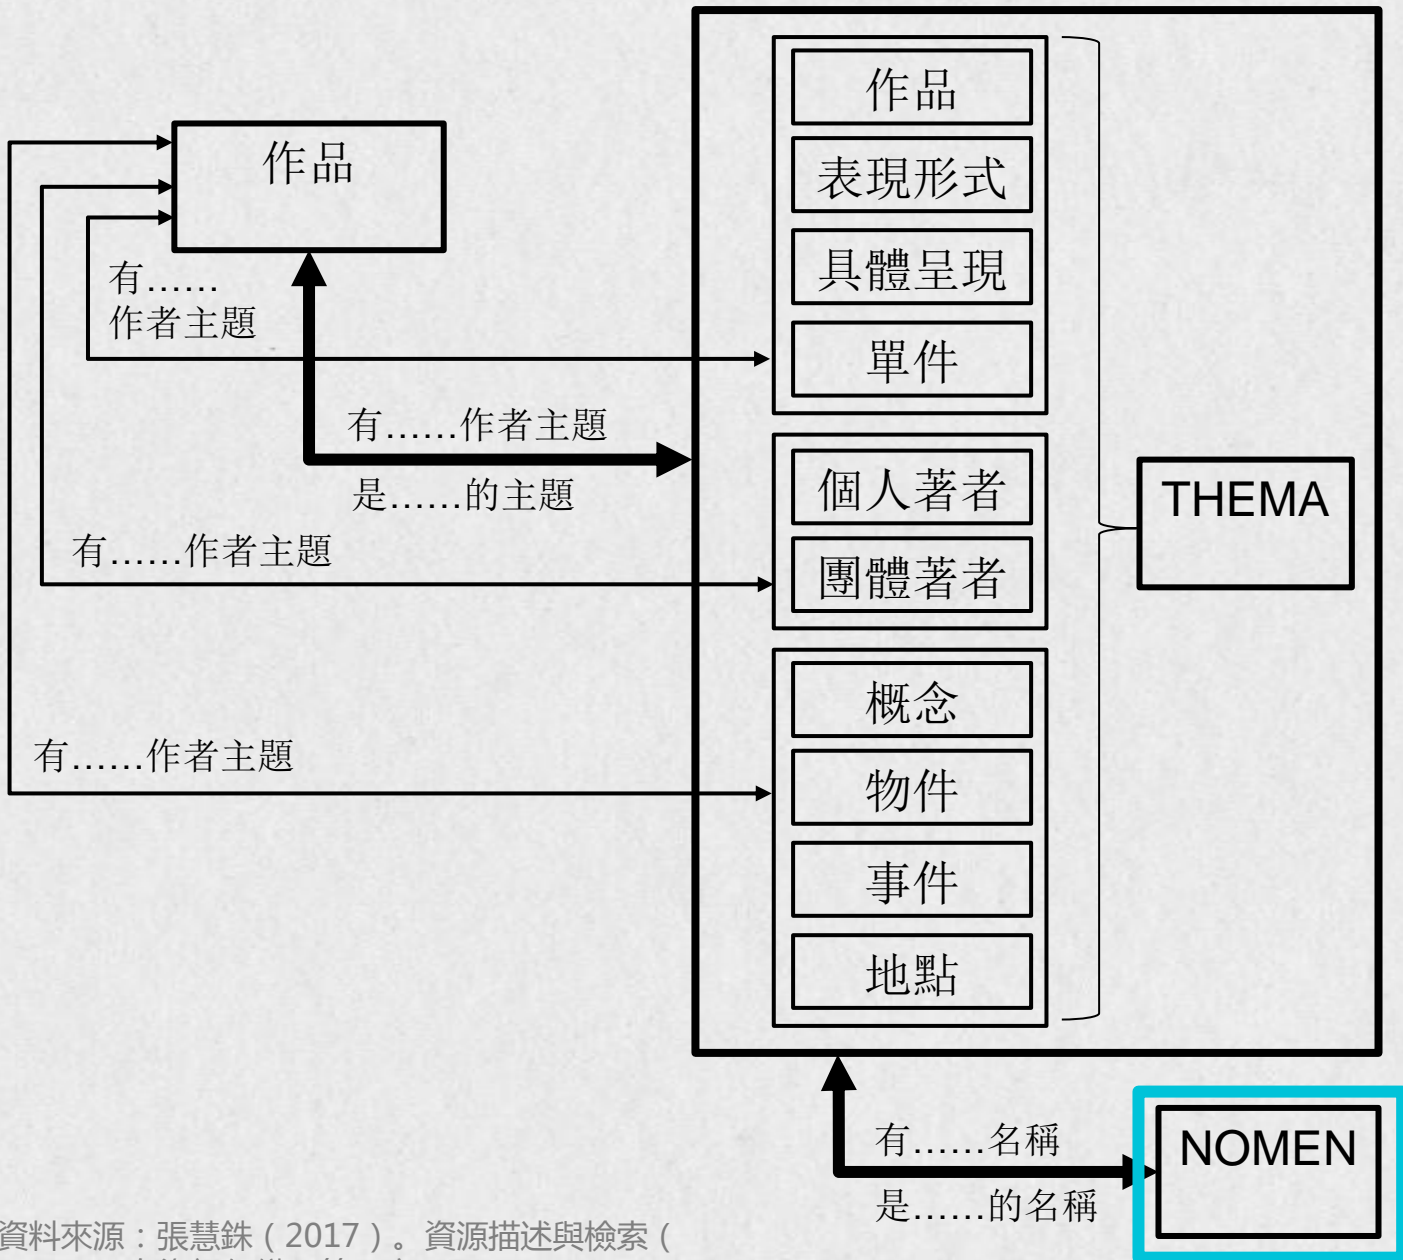 作品
作品
表現形式
具體呈現
單件
有……
作者主題
有……作者主題
是……的主題
個人著者
團體著者
THEMA
有……作者主題
概念
物件
事件
地點
有……作者主題
有……名稱
是……的名稱
NOMEN
資料來源：張慧銖（2017）。資源描述與檢索（